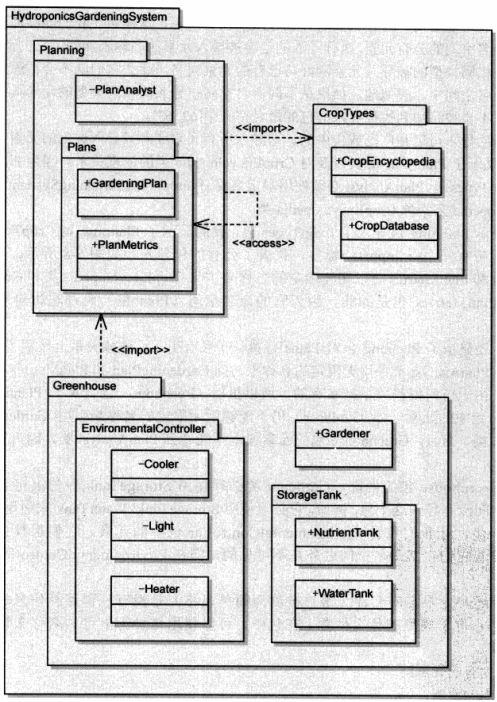 HydroponicsGardeningSystem
Planning
−PlanAnalyst
Plans
+GardeningPlan
+PlanMetrics
<<import>>
<<access>>
CropTypes
+CropEncyclopedia
+CropDatabase
<<import>>
Greenhouse
EnvironmentalController
−Cooler
−Light
−Heater
+Gardener
StorageTank
+NutrientTank
+WaterTank